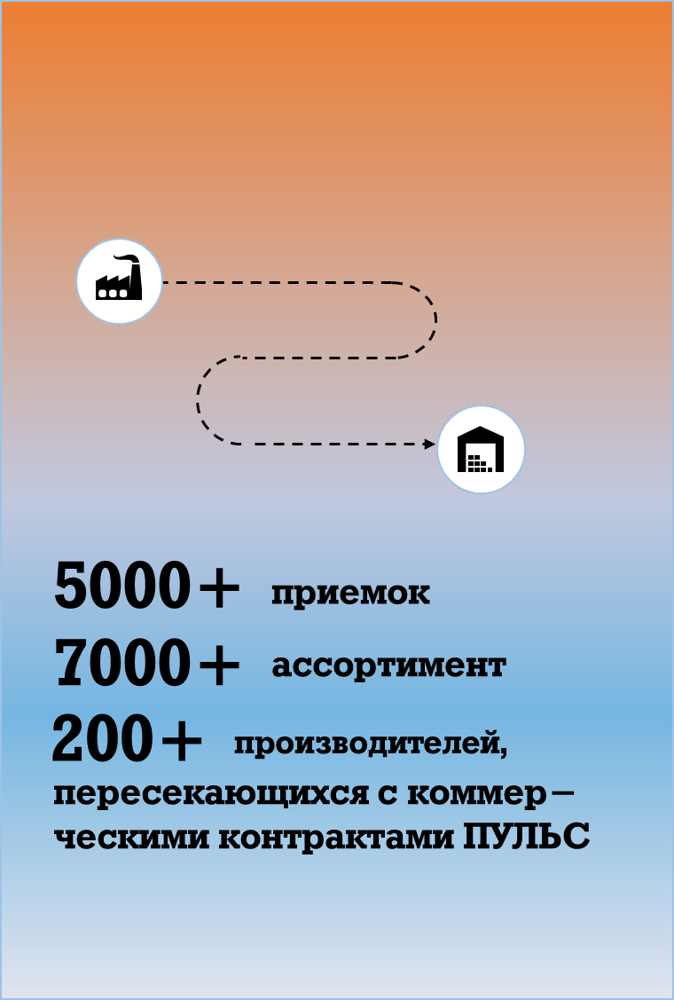 5000+ приемок
7000+ ассортимент
200+ производителей,
пересекающихся с коммер–
ческими контрактами ПУЛЬС